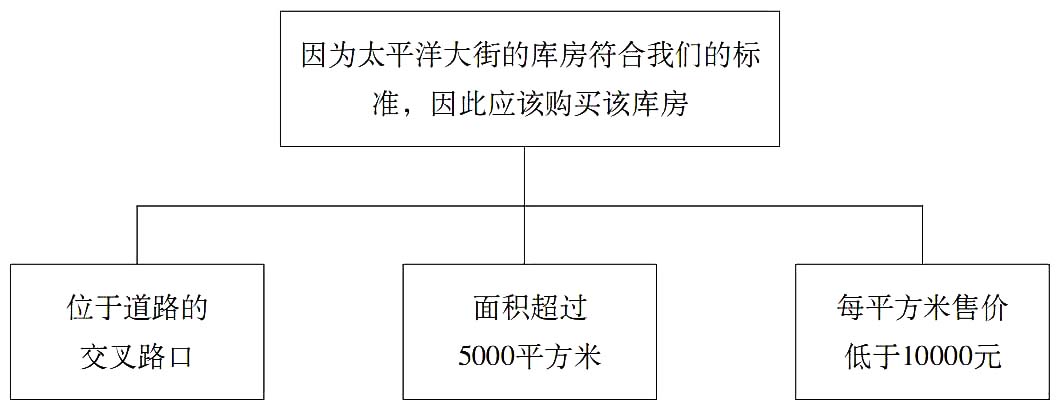 因为太平洋大街的库房符合我们的标
准，因此应该购买该库房
位于道路的
交叉路口
面积超过
5000平方米
每平方米售价
低于10000元